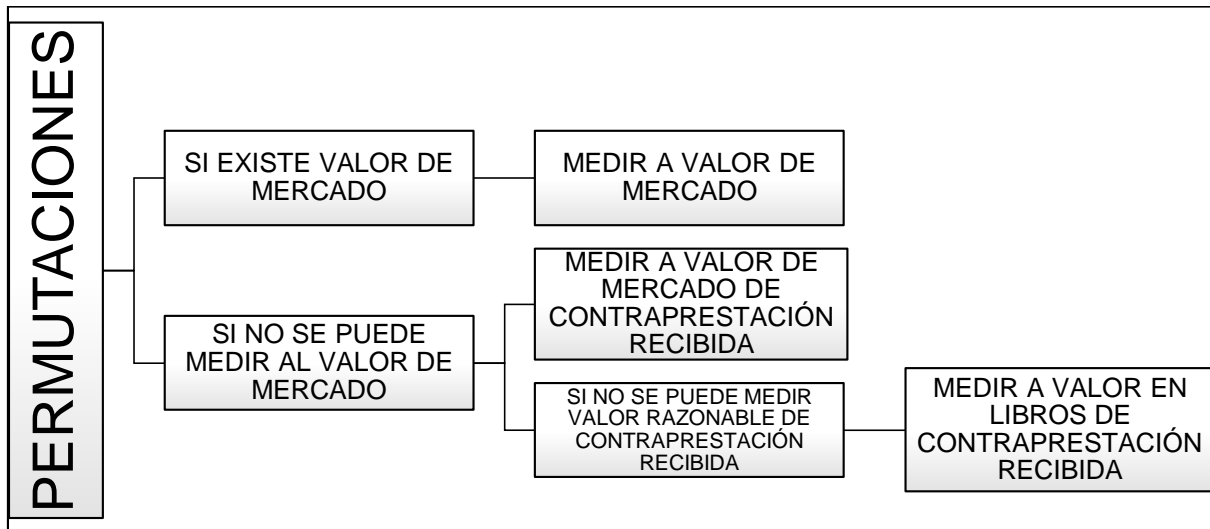 PERMUTACIONES
SI EXISTE VALOR DE
MERCADO
MEDIR A VALOR DE
MERCADO
SI NO SE PUEDE
MEDIR AL VALOR DE
MERCADO
MEDIR A VALOR DE
MERCADO DE
CONTRAPRESTACIÓN
RECIBIDA
SI NO SE PUEDE MEDIR
VALOR RAZONABLE DE
CONTRAPRESTACIÓN
RECIBIDA
MEDIR A VALOR EN
LIBROS DE
CONTRAPRESTACIÓN
RECIBIDA